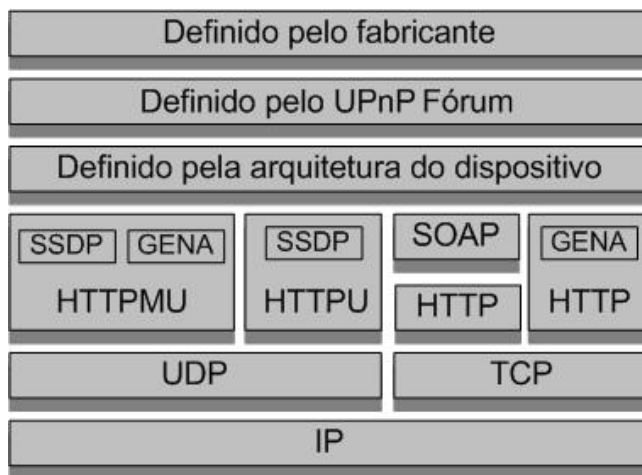 Definido pelo fabricante
Definido pelo UPnP Fórum
Definido pela arquitetura do dispositivo
SSDP GENA
HTTPMU
SSDP
HTTPU
SOAP
HTTP
GENA
HTTP
UDP
TCP
IP